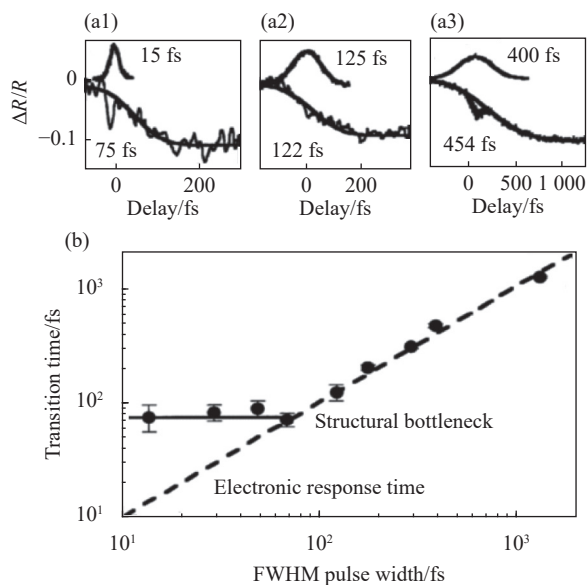 (a1)
(a2)
(a3)
15 fs
125 fs
400 fs
0
−0.1
ΔR/R
75 fs
122 fs
454 fs
0 200
0 200
0 500 1 000
Delay/fs
Delay/fs
Delay/fs
(b)
10³
10²
10¹
Transition time/fs
Structural bottleneck
Electronic response time
10¹ 10² 10³
FWHM pulse width/fs